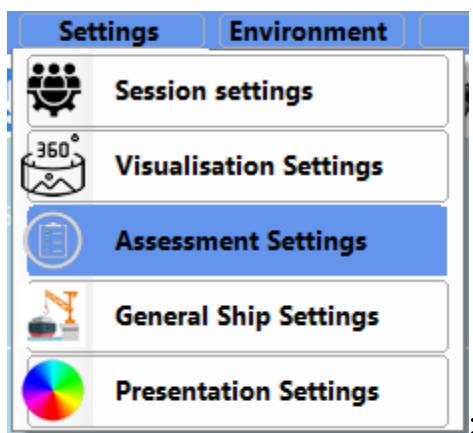 Settings Environment
Session settings
360°
Visualisation Settings
Assessment Settings
General Ship Settings
Presentation Settings